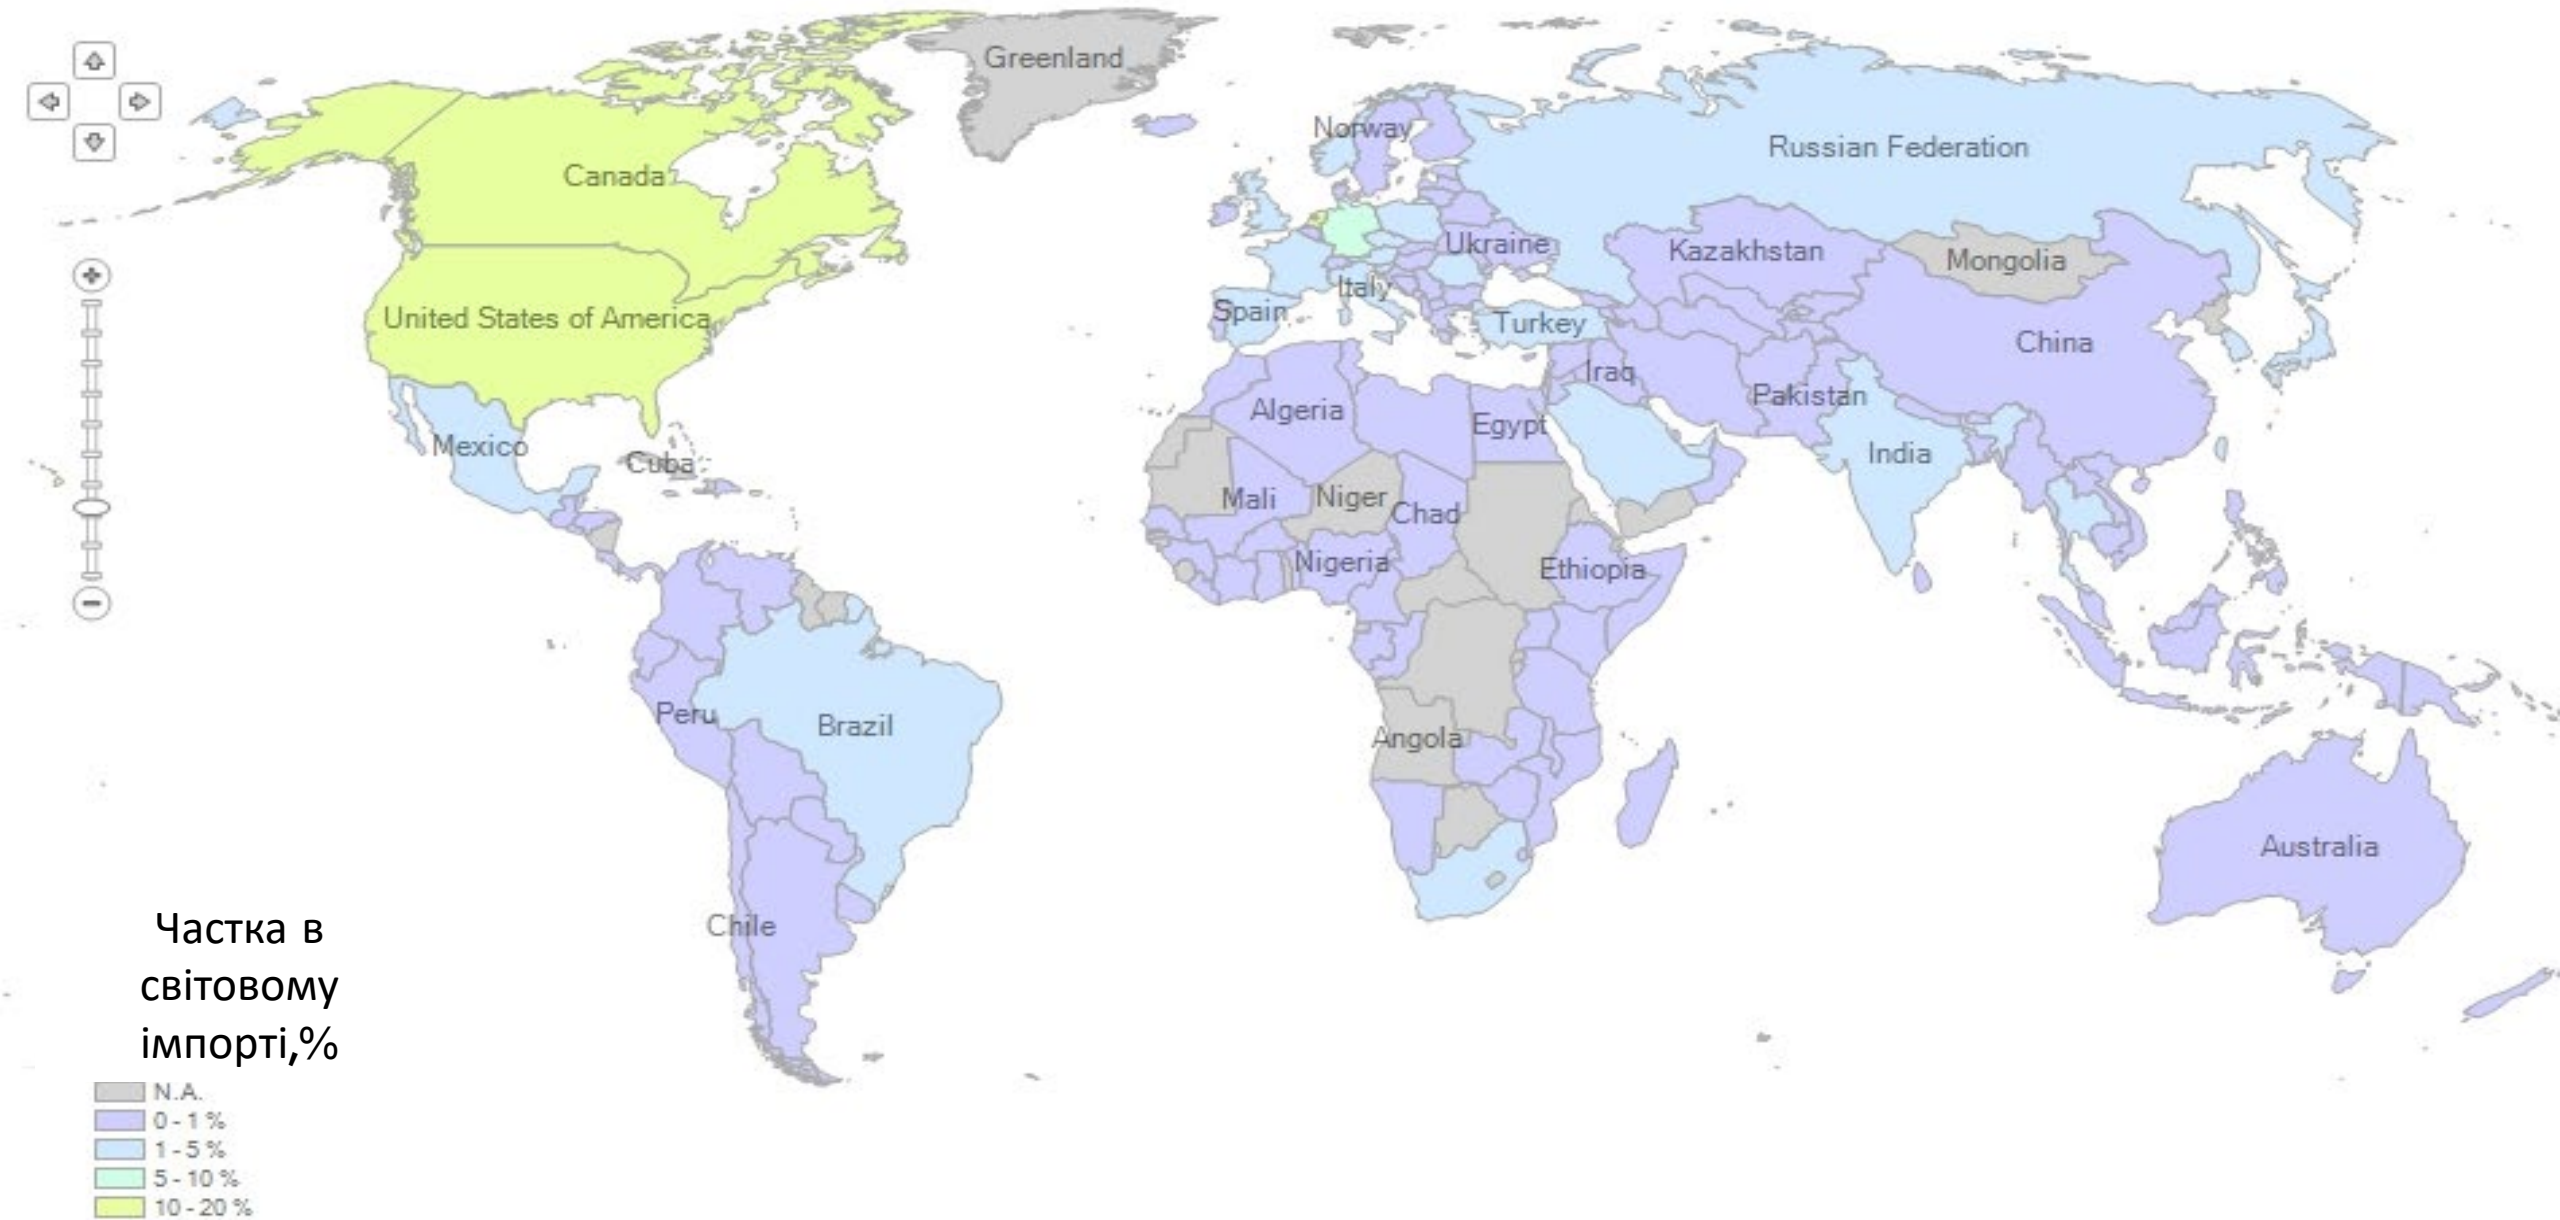 Greenland
Norway
Russian Federation
Canada
Ukraine
Kazakhstan
Mongolia
Italy
Spain
United States of America
Turkey
China
Iraq
Pakistan
Algeria
Egypt
Mexico
India
Cuba
Mali
Niger
Chad
Nigeria
Ethiopia
Peru
Brazil
Angola
Australia
Chile
Частка в
світовому
імпорті,%
N.A.
0 - 1 %
1 - 5 %
5 - 10 %
10 - 20 %